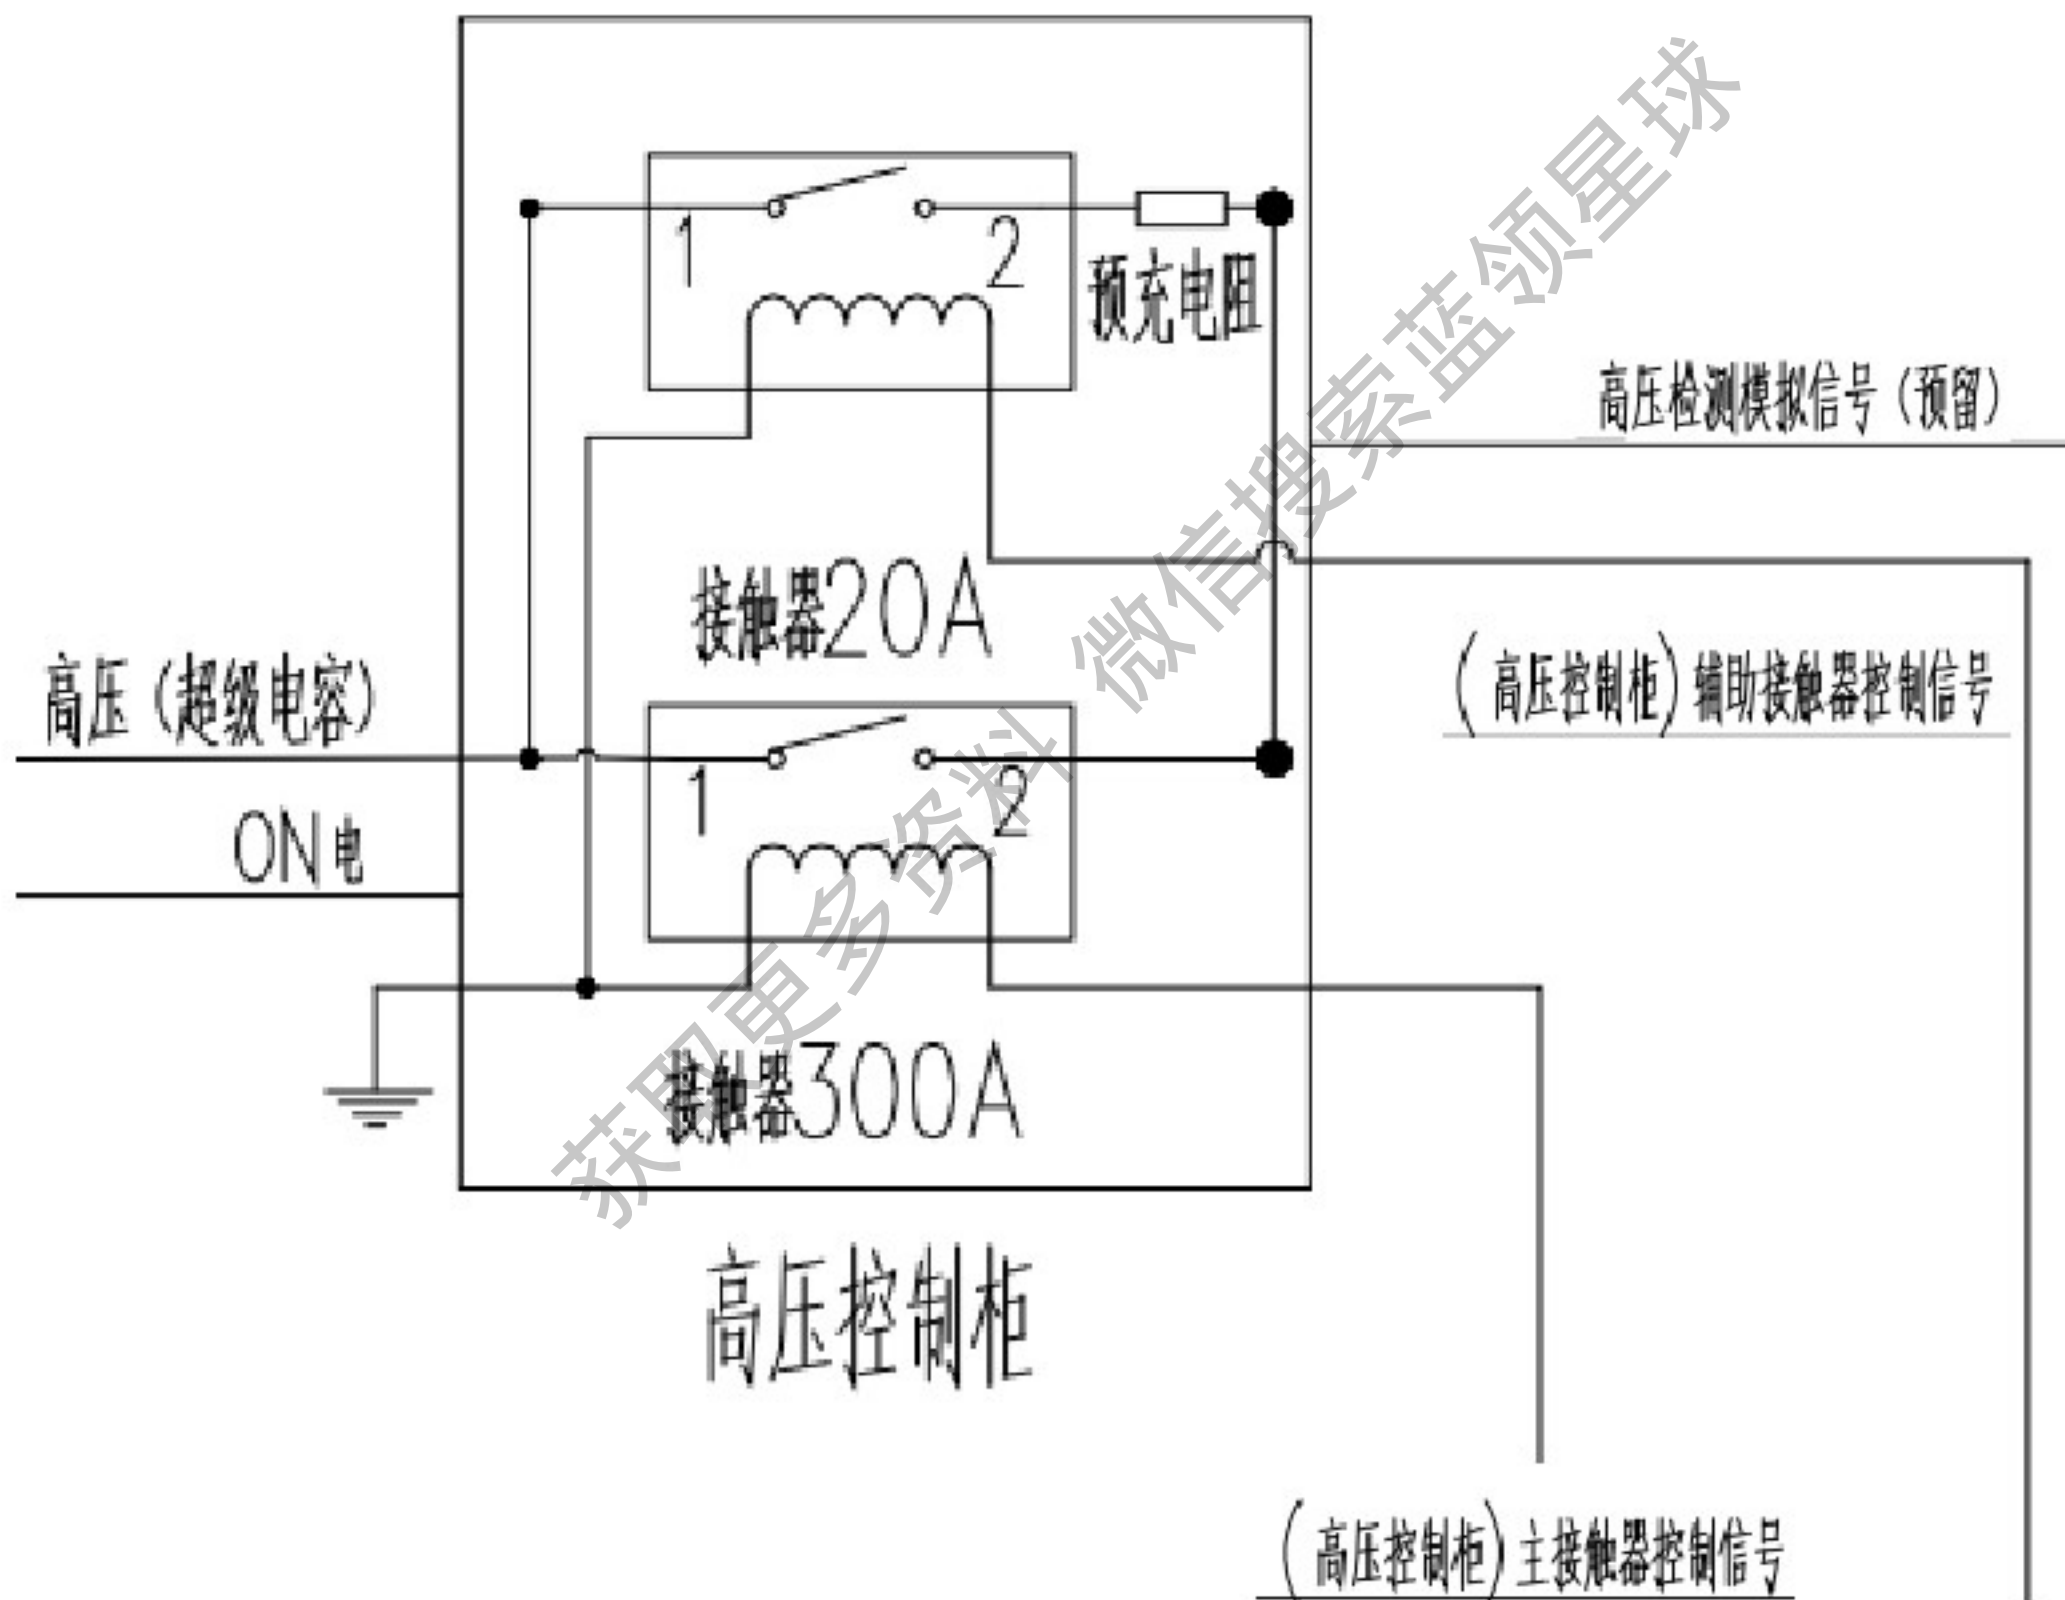 1
2
预充电阻
高压检测模拟信号（预留）
接触器20A
高压（超级电容）
（高压控制柜）辅助接触器控制信号
1
2
ON电
接触器300A
高压控制柜
（高压控制柜）主接触器控制信号
获取更多资料 微信搜索蓝领星球